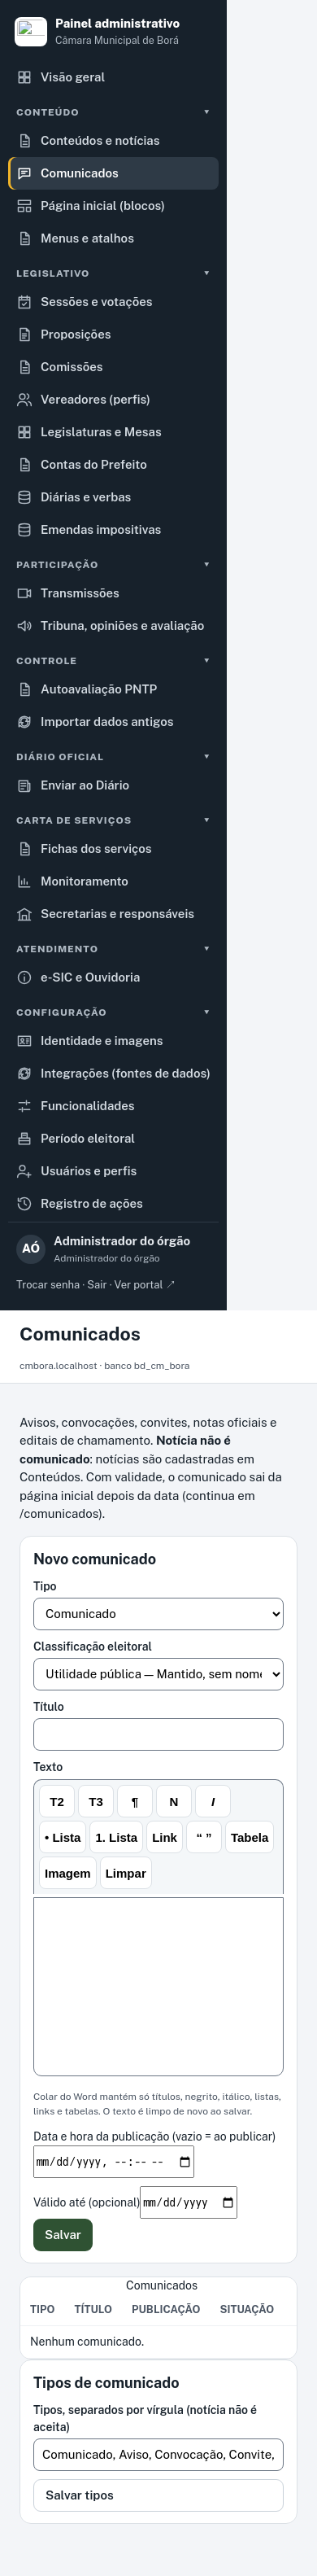 Painel administrativo
Câmara Municipal de Borá
Visão geral
CONTEÚDO ▾
Conteúdos e notícias
Comunicados
Página inicial (blocos)
Menus e atalhos
LEGISLATIVO ▾
Sessões e votações
Proposições
Comissões
Vereadores (perfis)
Legislaturas e Mesas
Contas do Prefeito
Diárias e verbas
Emendas impositivas
PARTICIPAÇÃO ▾
Transmissões
Tribuna, opiniões e avaliação
CONTROLE ▾
Autoavaliação PNTP
Importar dados antigos
DIÁRIO OFICIAL ▾
Enviar ao Diário
CARTA DE SERVIÇOS ▾
Fichas dos serviços
Monitoramento
Secretarias e responsáveis
ATENDIMENTO ▾
e-SIC e Ouvidoria
CONFIGURAÇÃO ▾
Identidade e imagens
Integrações (fontes de dados)
Funcionalidades
Período eleitoral
Usuários e perfis
Registro de ações
AÓ
Administrador do órgão
Administrador do órgão
Trocar senha · Sair · Ver portal ↗
Comunicados
cmbora.localhost · banco bd_cm_bora
Avisos, convocações, convites, notas oficiais e
editais de chamamento. Notícia não é
comunicado: notícias são cadastradas em
Conteúdos. Com validade, o comunicado sai da
página inicial depois da data (continua em
/comunicados).
Novo comunicado
Tipo
Comunicado
Classificação eleitoral
Utilidade pública — Mantido, sem nome
Título
Texto
T2 T3 ¶ N I
• Lista 1. Lista Link “ ” Tabela
Imagem Limpar
Colar do Word mantém só títulos, negrito, itálico, listas,
links e tabelas. O texto é limpo de novo ao salvar.
Data e hora da publicação (vazio = ao publicar)
mm/dd/yyyy, --:-- --
Válido até (opcional) mm/dd/yyyy
Salvar
Comunicados
TIPO TÍTULO PUBLICAÇÃO SITUAÇÃO
Nenhum comunicado.
Tipos de comunicado
Tipos, separados por vírgula (notícia não é
aceita)
Comunicado, Aviso, Convocação, Convite,
Salvar tipos